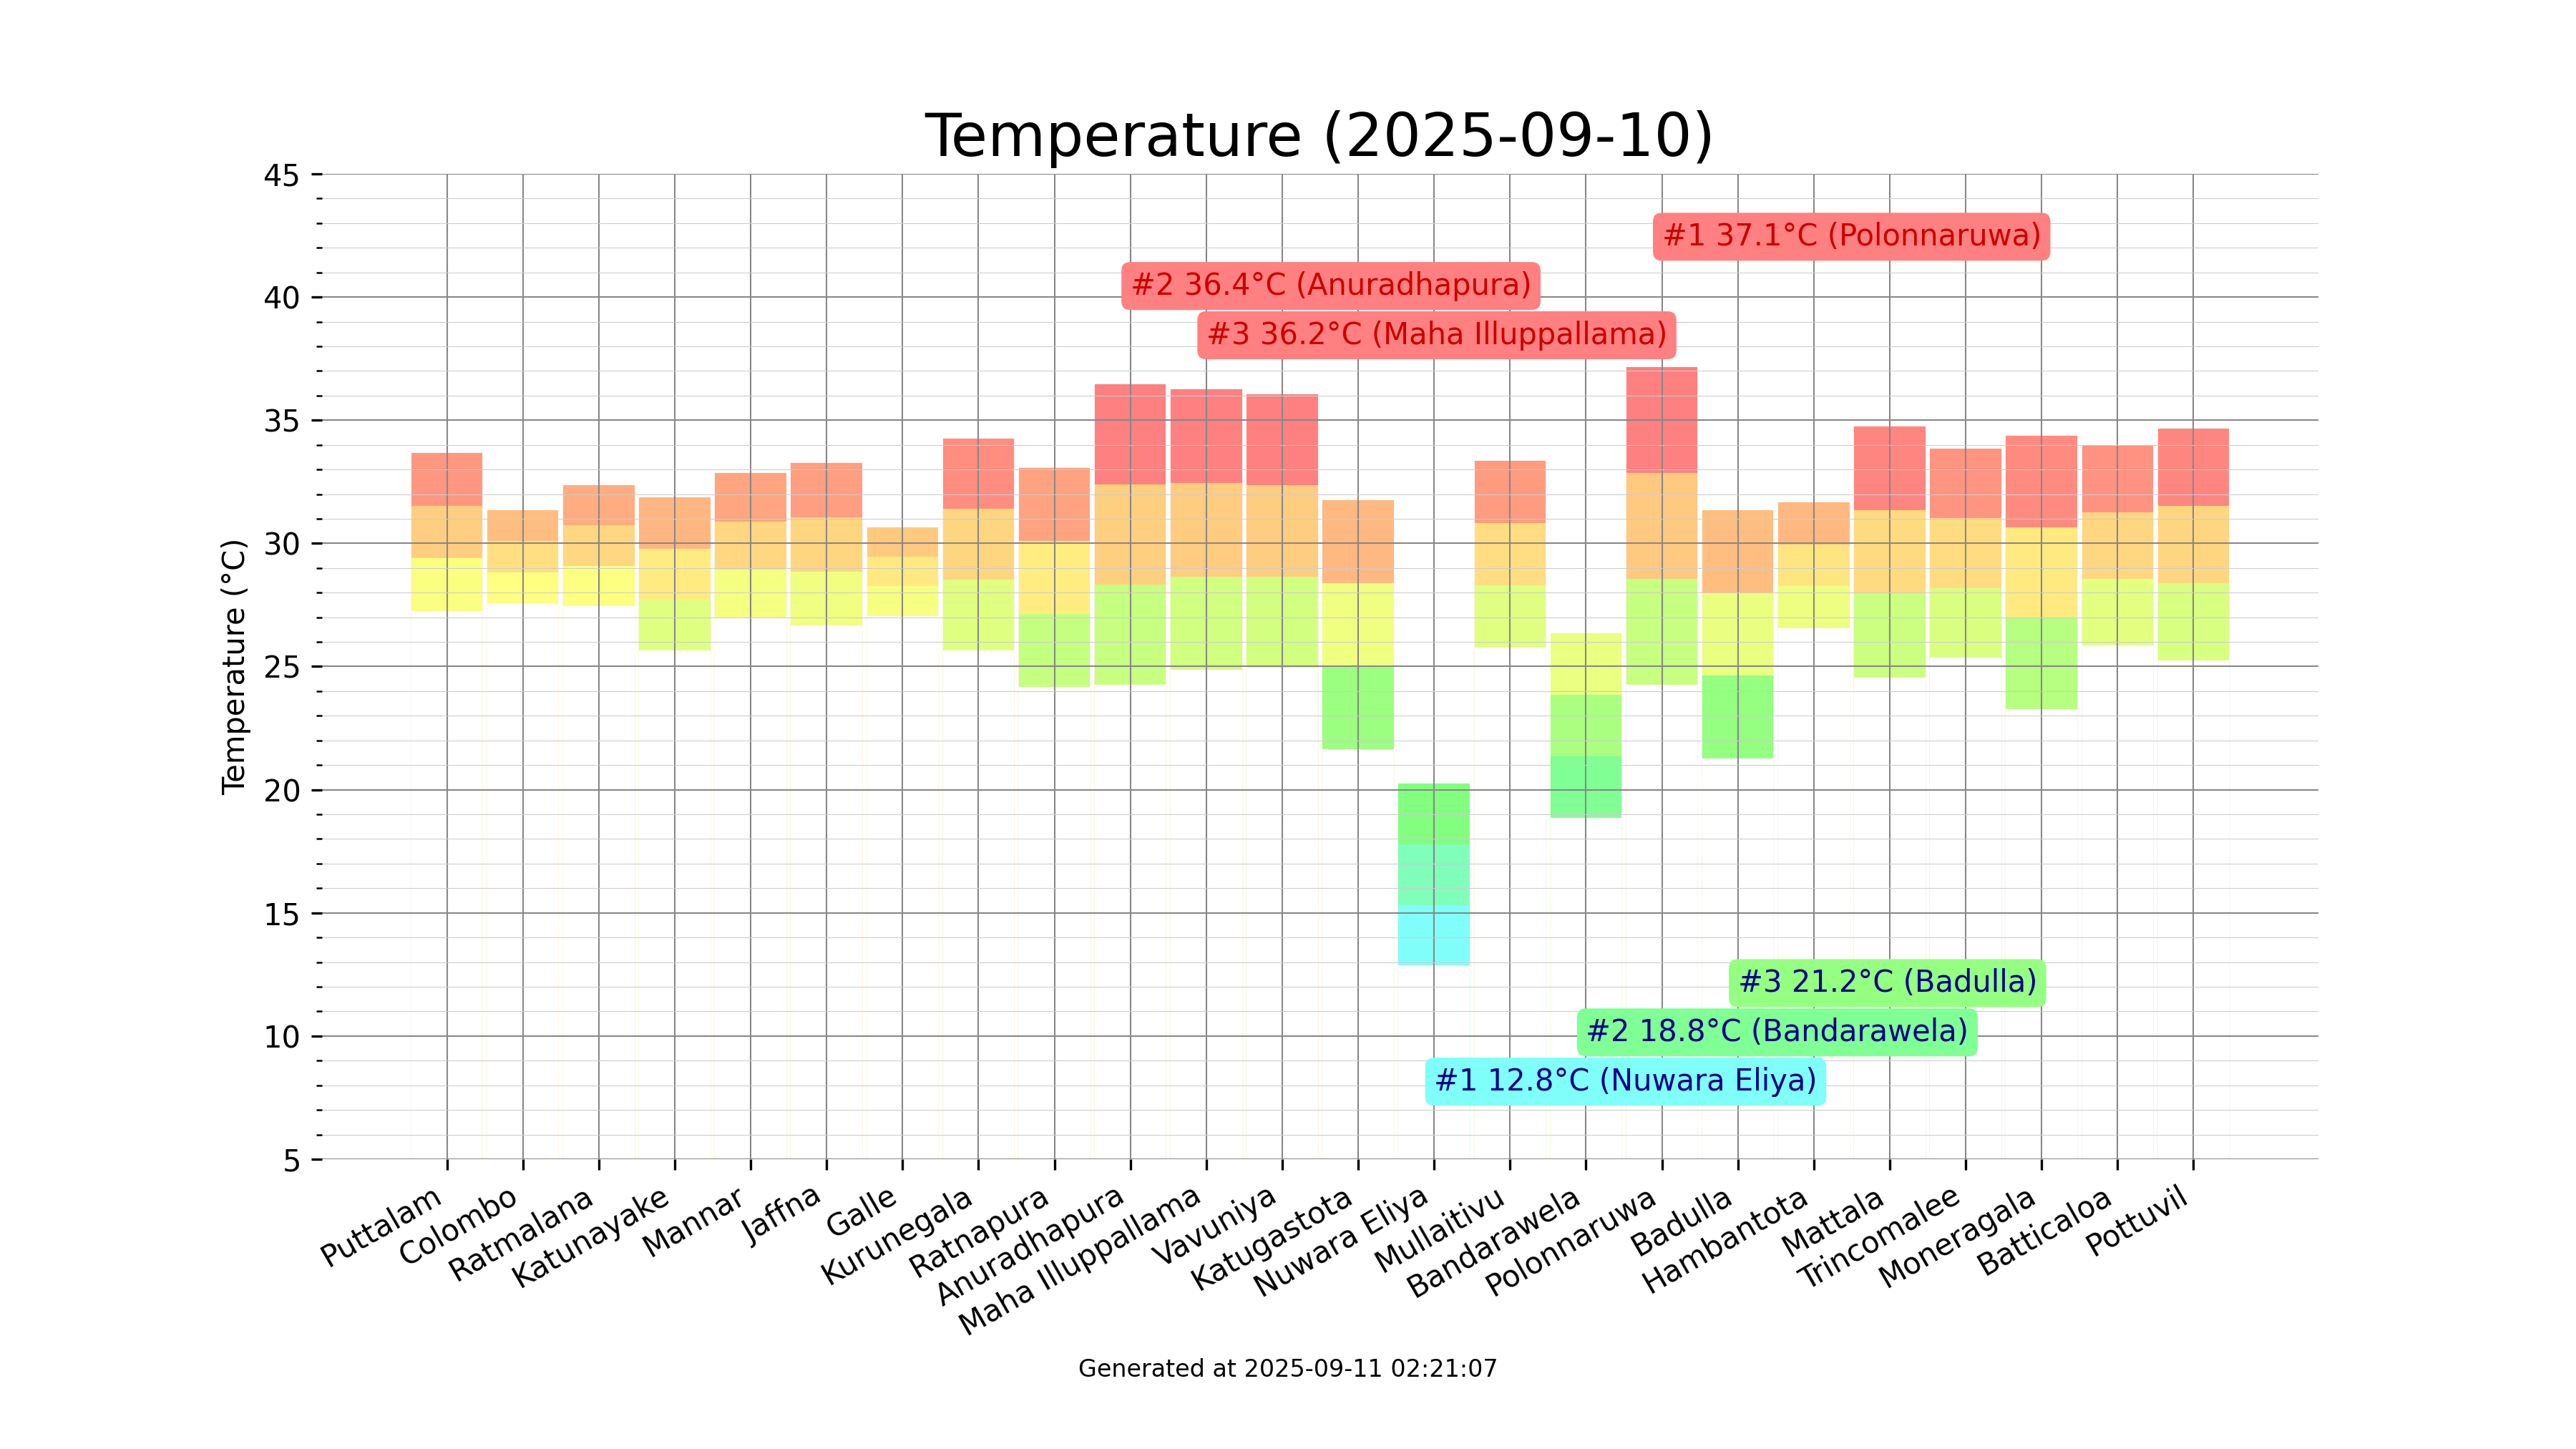 Temperature (2025-09-10)
45
40
35
30
25
20
15
10
5
Temperature (°C)
#1 37.1°C (Polonnaruwa)
#2 36.4°C (Anuradhapura)
#3 36.2°C (Maha Illuppallama)
#3 21.2°C (Badulla)
#2 18.8°C (Bandarawela)
#1 12.8°C (Nuwara Eliya)
Puttalam
Colombo
Ratmalana
Katunayake
Mannar
Jaffna
Galle
Kurunegala
Ratnapura
Anuradhapura
Maha Illuppallama
Vavuniya
Katugastota
Nuwara Eliya
Mullaitivu
Bandarawela
Polonnaruwa
Badulla
Hambantota
Mattala
Trincomalee
Moneragala
Batticaloa
Pottuvil
Generated at 2025-09-11 02:21:07